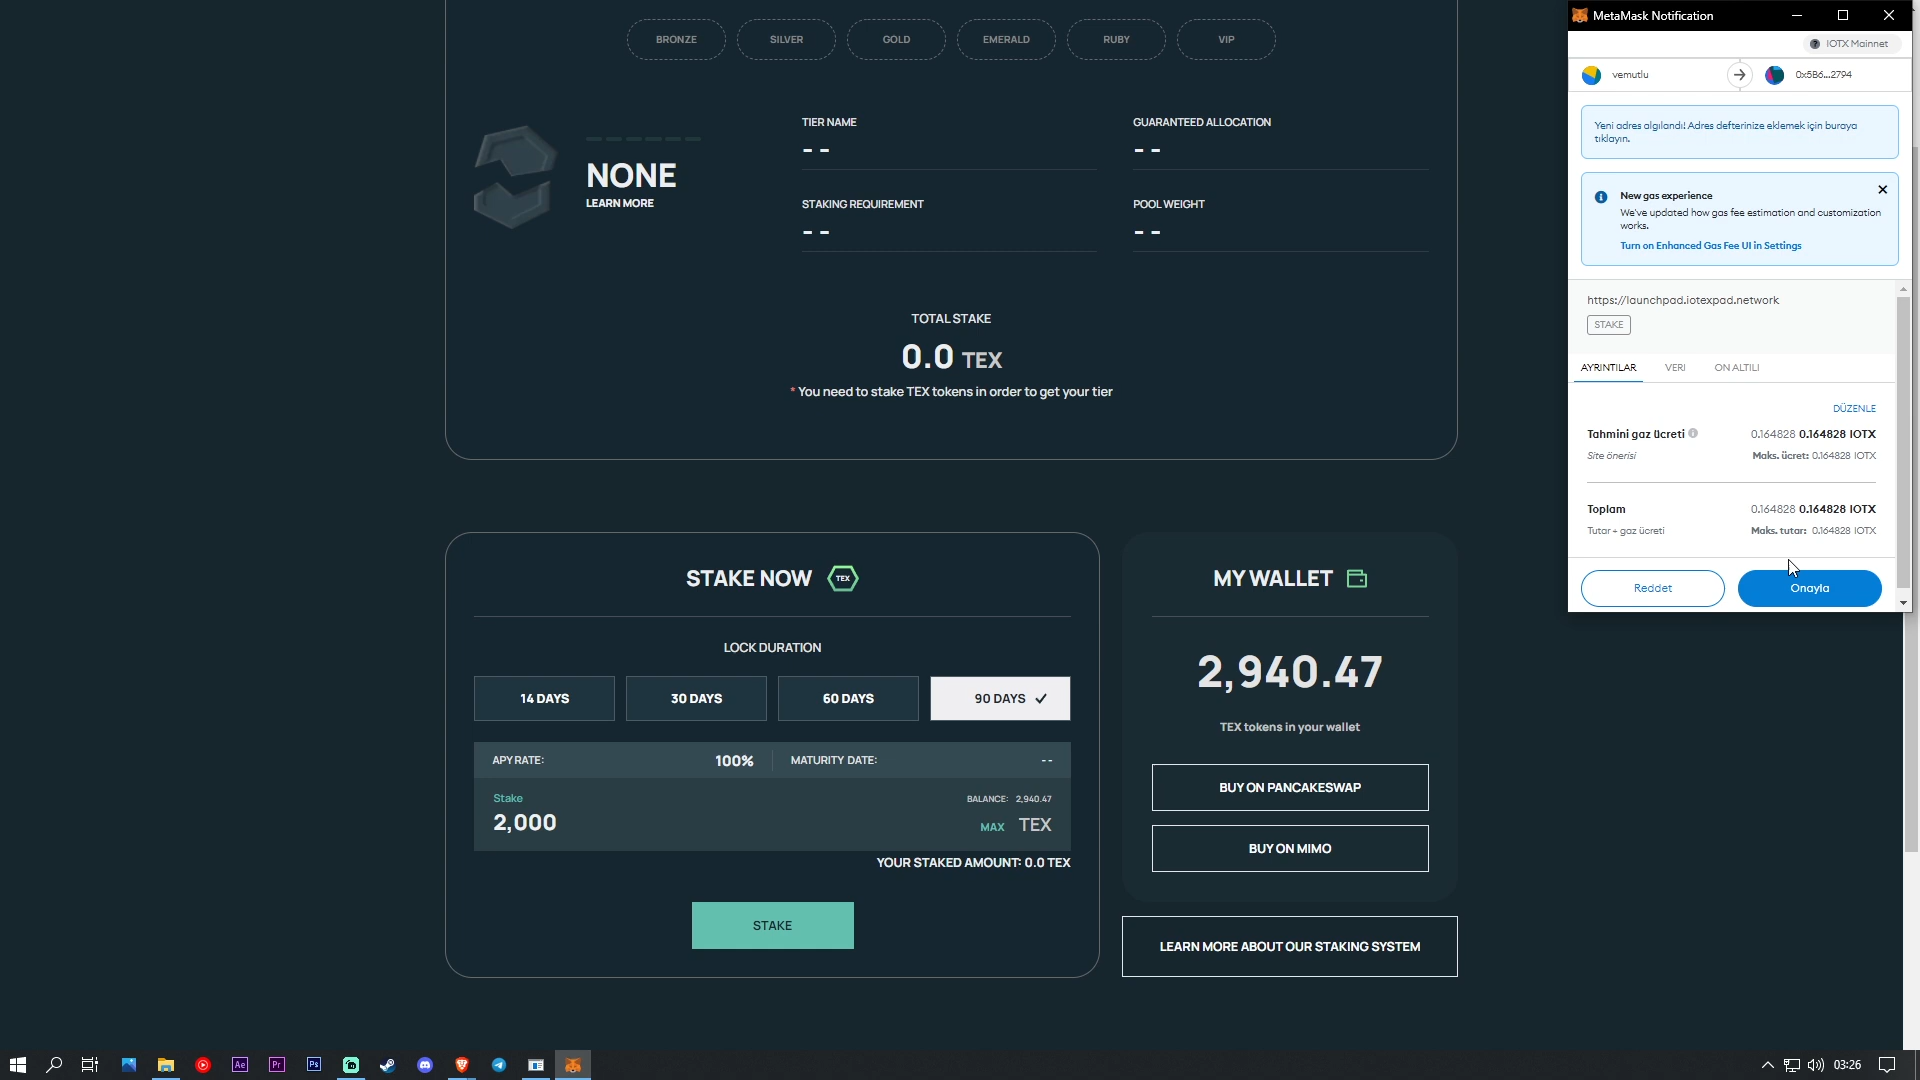 BRONZE
SILVER
GOLD
EMERALD
RUBY
VIP
NONE
LEARN MORE
TIER NAME
- -
GUARANTEED ALLOCATION
- -
STAKING REQUIREMENT
- -
POOL WEIGHT
- -
TOTAL STAKE
0.0 TEX
* You need to stake TEX tokens in order to get your tier
STAKE NOW TEX
LOCK DURATION
14 DAYS
30 DAYS
60 DAYS
90 DAYS
APY RATE: 100%
MATURITY DATE: - -
Stake
BALANCE: 2,940.47
2,000
MAX TEX
YOUR STAKED AMOUNT: 0.0 TEX
STAKE
MY WALLET
2,940.47
TEX tokens in your wallet
BUY ON PANCAKESWAP
BUY ON MIMO
LEARN MORE ABOUT OUR STAKING SYSTEM
MetaMask Notification
IOTX Mainnet
vemutlu
0x5B6...2794
Yeni adres algılandı! Adres defterinize eklemek için buraya
tıklayın.
New gas experience
We've updated how gas fee estimation and customization
works.
Turn on Enhanced Gas Fee UI in Settings
https://launchpad.iotexpad.network
STAKE
AYRINTILAR
VERI
ON ALTILI
DÜZENLE
Tahmini gaz ücreti 0.164828 0.164828 IOTX
Site önerisi Maks. ücret: 0.164828 IOTX
Toplam 0.164828 0.164828 IOTX
Tutar + gaz ücreti Maks. tutar: 0.164828 IOTX
Reddet
Onayla
Ae
Pr
Ps
03:26